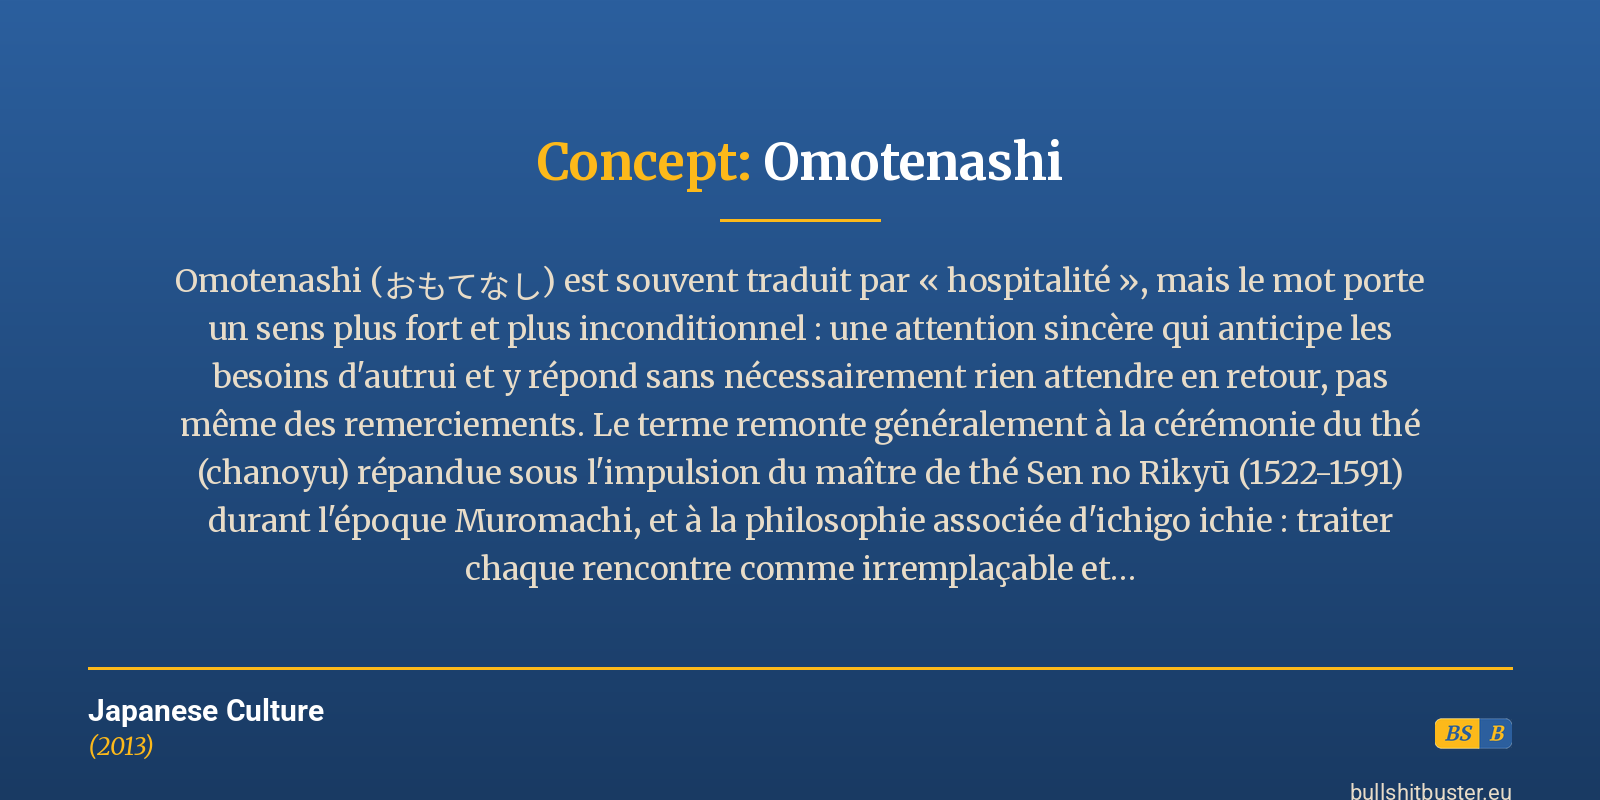 Concept: Omotenashi
Omotenashi (おもてなし) est souvent traduit par « hospitalité », mais le mot porte
un sens plus fort et plus inconditionnel : une attention sincère qui anticipe les
besoins d'autrui et y répond sans nécessairement rien attendre en retour, pas
même des remerciements. Le terme remonte généralement à la cérémonie du thé
(chanoyu) répandue sous l'impulsion du maître de thé Sen no Rikyū (1522–1591)
durant l'époque Muromachi, et à la philosophie associée d'ichigo ichie : traiter
chaque rencontre comme irremplaçable et…
Japanese Culture
(2013)
BS B
bullshitbuster.eu